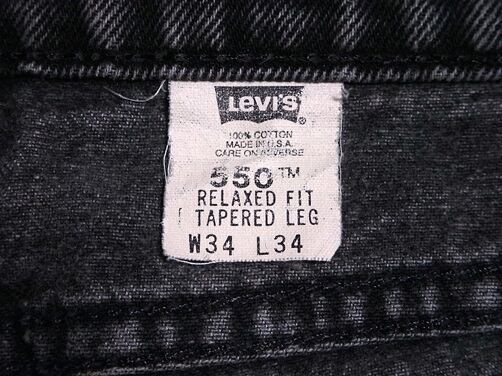 Levi's®
100% COTTON
MADE IN U.S.A.
CARE ON REVERSE
550™
RELAXED FIT
TAPERED LEG
W34 L34